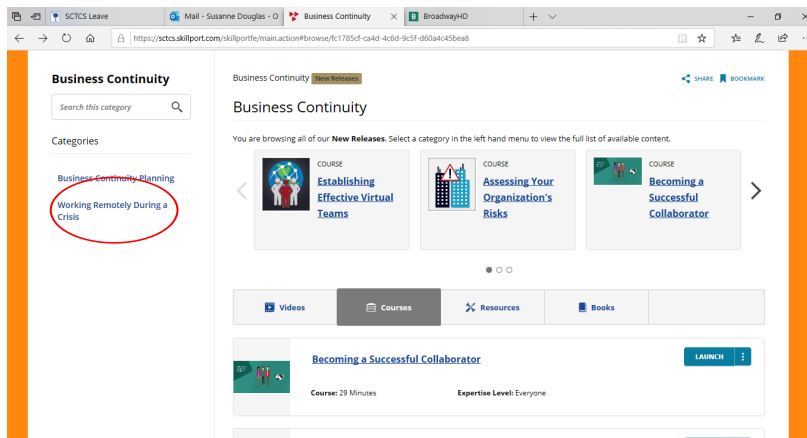 SCTCS Leave
Mail - Susanne Douglas - O
Business Continuity
BroadwayHD
https://sctcs.skillport.com/skillportfe/main.action#browse/fc1785cf-ca4d-4c6d-9c5f-d60a4c45bea8
Business Continuity
Search this category
Categories
Business Continuity Planning
Working Remotely During a
Crisis
Business Continuity New Releases
SHARE BOOKMARK
Business Continuity
You are browsing all of our New Releases. Select a category in the left hand menu to view the full list of available content.
COURSE
Establishing
Effective Virtual
Teams
COURSE
Assessing Your
Organization's
Risks
COURSE
Becoming a
Successful
Collaborator
Videos Courses Resources Books
Becoming a Successful Collaborator
LAUNCH
Course: 29 Minutes Expertise Level: Everyone